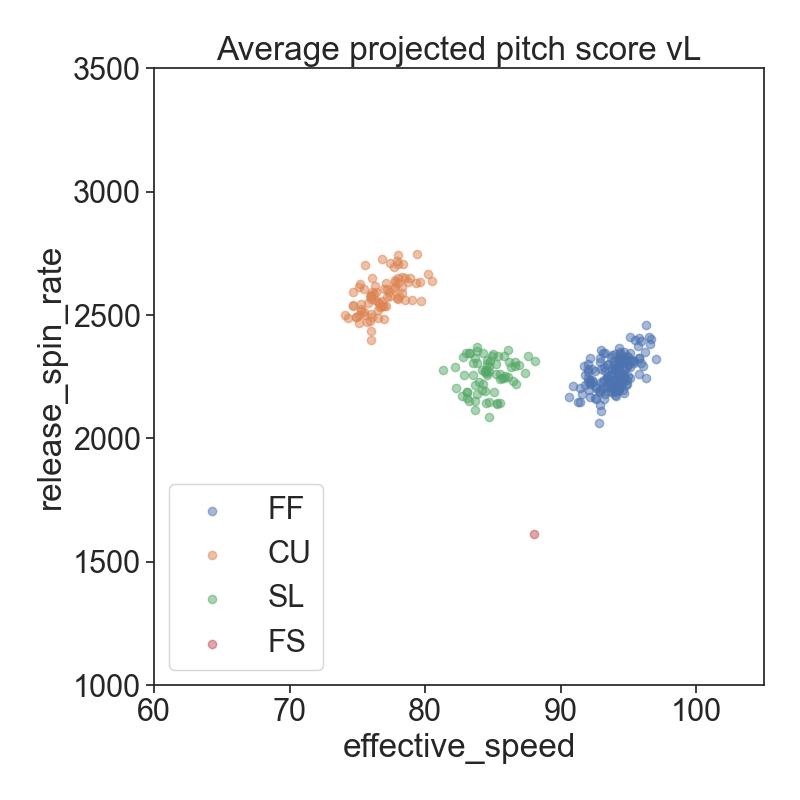 Average projected pitch score vL
3500
3000
2500
2000
1500
1000
release_spin_rate
FF
CU
SL
FS
60
70
80
90
100
effective_speed